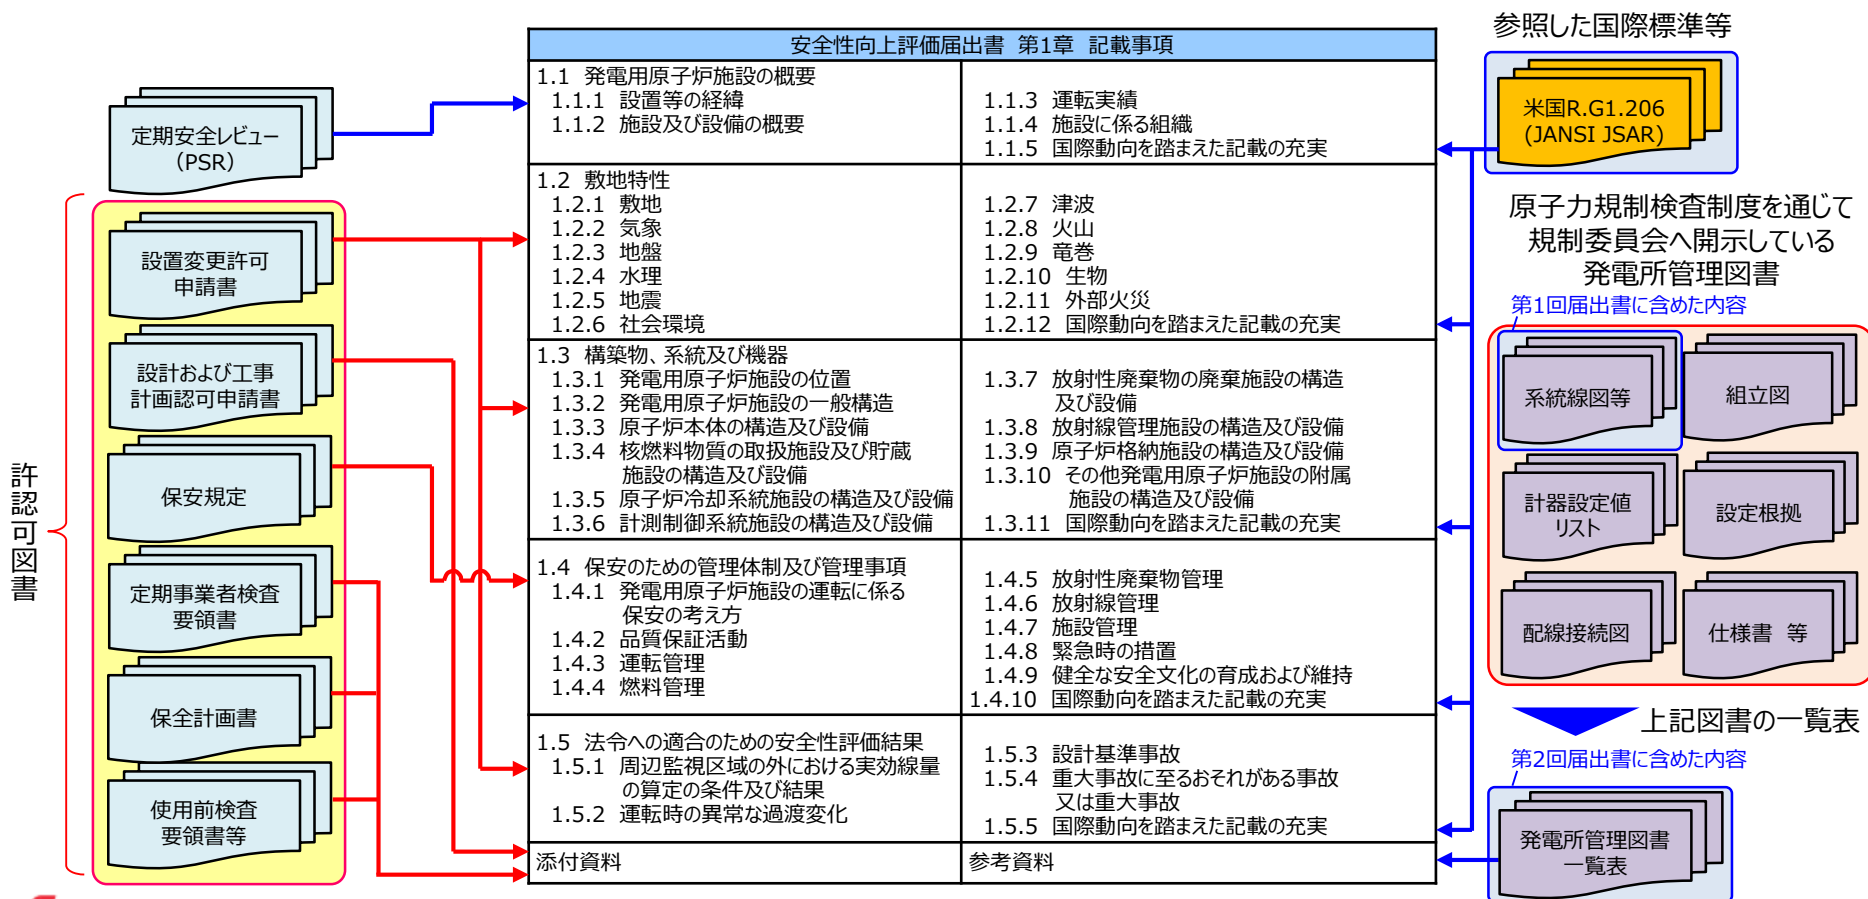 安全性向上評価届出書 第1章 記載事項
1.1 発電用原子炉施設の概要
1.1.1 設置等の経緯
1.1.2 施設及び設備の概要
1.1.3 運転実績
1.1.4 施設に係る組織
1.1.5 国際動向を踏まえた記載の充実
1.2 敷地特性
1.2.1 敷地
1.2.2 気象
1.2.3 地盤
1.2.4 水理
1.2.5 地震
1.2.6 社会環境
1.2.7 津波
1.2.8 火山
1.2.9 竜巻
1.2.10 生物
1.2.11 外部火災
1.2.12 国際動向を踏まえた記載の充実
1.3 構築物、系統及び機器
1.3.1 発電用原子炉施設の位置
1.3.2 発電用原子炉施設の一般構造
1.3.3 原子炉本体の構造及び設備
1.3.4 核燃料物質の取扱施設及び貯蔵
施設の構造及び設備
1.3.5 原子炉冷却系統施設の構造及び設備
1.3.6 計測制御系統施設の構造及び設備
1.3.7 放射性廃棄物の廃棄施設の構造
及び設備
1.3.8 放射線管理施設の構造及び設備
1.3.9 原子炉格納施設の構造及び設備
1.3.10 その他発電用原子炉施設の附属
施設の構造及び設備
1.3.11 国際動向を踏まえた記載の充実
1.4 保安のための管理体制及び管理事項
1.4.1 発電用原子炉施設の運転に係る
保安の考え方
1.4.2 品質保証活動
1.4.3 運転管理
1.4.4 燃料管理
1.4.5 放射性廃棄物管理
1.4.6 放射線管理
1.4.7 施設管理
1.4.8 緊急時の措置
1.4.9 健全な安全文化の育成および維持
1.4.10 国際動向を踏まえた記載の充実
1.5 法令への適合のための安全性評価結果
1.5.1 周辺監視区域の外における実効線量
の算定の条件及び結果
1.5.2 運転時の異常な過渡変化
1.5.3 設計基準事故
1.5.4 重大事故に至るおそれがある事故
又は重大事故
1.5.5 国際動向を踏まえた記載の充実
添付資料
参考資料
定期安全レビュー
(PSR)
許認可図書
設置変更許可
申請書
設計および工事
計画認可申請書
保安規定
定期事業者検査
要領書
保全計画書
使用前検査
要領書等
参照した国際標準等
米国R.G1.206
(JANSI JSAR)
原子力規制検査制度を通じて
規制委員会へ開示している
発電所管理図書
第1回届出書に含めた内容
系統線図等
組立図
計器設定値
リスト
設定根拠
配線接続図
仕様書 等
上記図書の一覧表
第2回届出書に含めた内容
発電所管理図書
一覧表